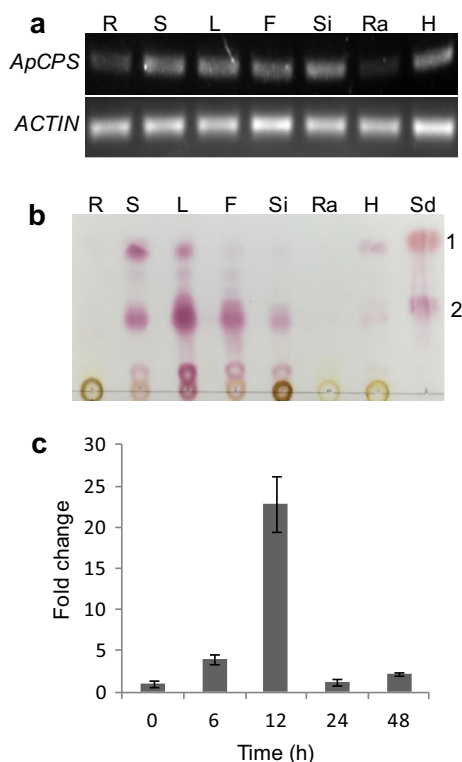 a
R S L F Si Ra H
ApCPS
ACTIN
b
R S L F Si Ra H Sd
1
2
c
30
25
20
15
10
5
0
Fold change
0 6 12 24 48
Time (h)